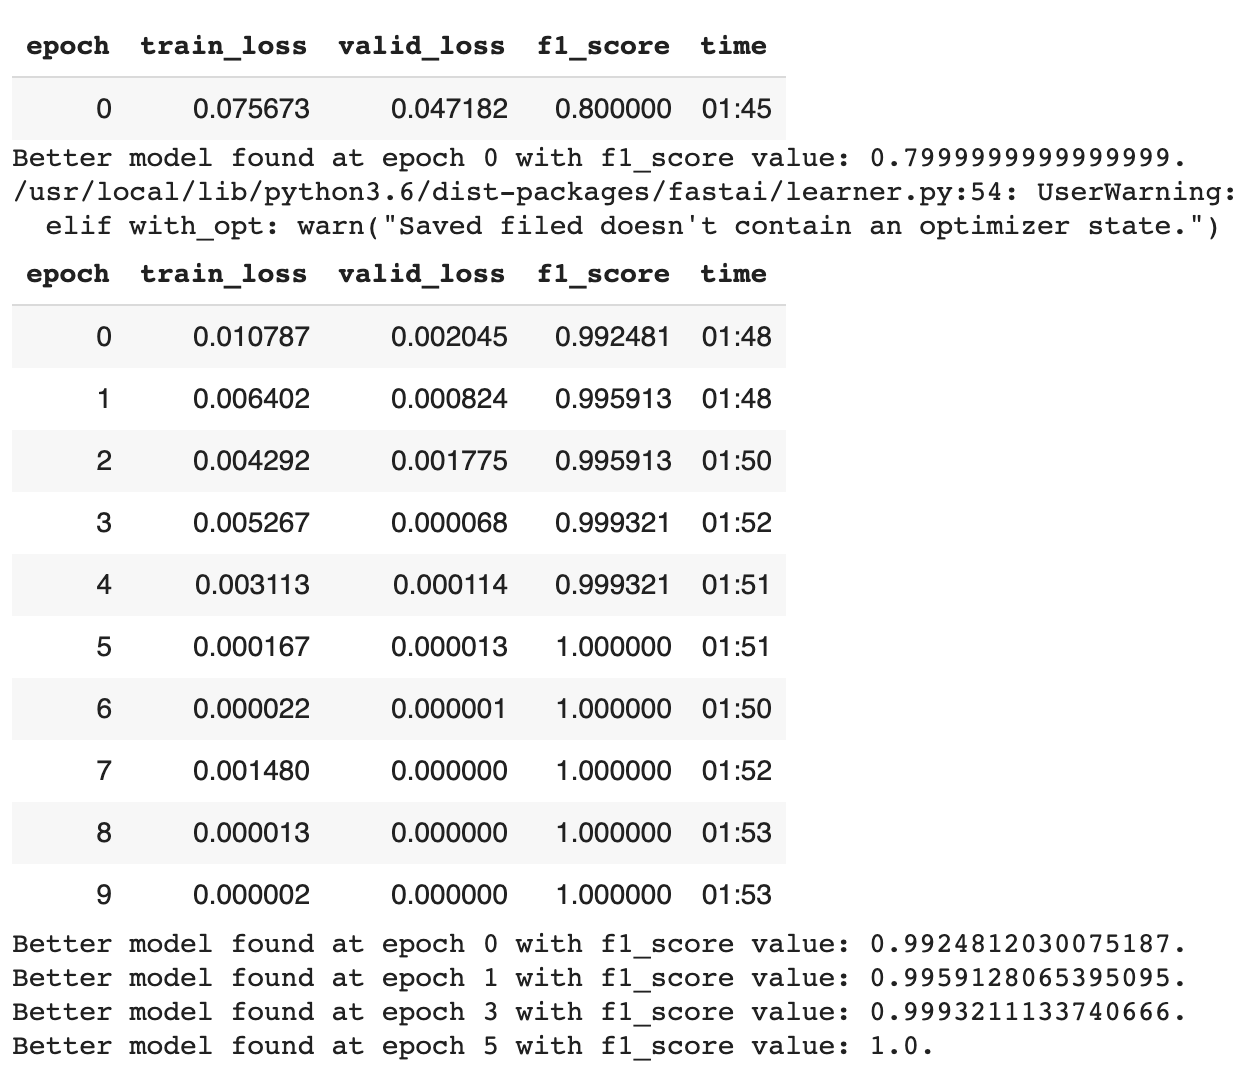 epoch train_loss valid_loss f1_score time
0 0.075673 0.047182 0.800000 01:45
Better model found at epoch 0 with f1_score value: 0.7999999999999999.
/usr/local/lib/python3.6/dist-packages/fastai/learner.py:54: UserWarning:
elif with_opt: warn("Saved filed doesn't contain an optimizer state.")
epoch train_loss valid_loss f1_score time
0 0.010787 0.002045 0.992481 01:48
1 0.006402 0.000824 0.995913 01:48
2 0.004292 0.001775 0.995913 01:50
3 0.005267 0.000068 0.999321 01:52
4 0.003113 0.000114 0.999321 01:51
5 0.000167 0.000013 1.000000 01:51
6 0.000022 0.000001 1.000000 01:50
7 0.001480 0.000000 1.000000 01:52
8 0.000013 0.000000 1.000000 01:53
9 0.000002 0.000000 1.000000 01:53
Better model found at epoch 0 with f1_score value: 0.9924812030075187.
Better model found at epoch 1 with f1_score value: 0.9959128065395095.
Better model found at epoch 3 with f1_score value: 0.9993211133740666.
Better model found at epoch 5 with f1_score value: 1.0.